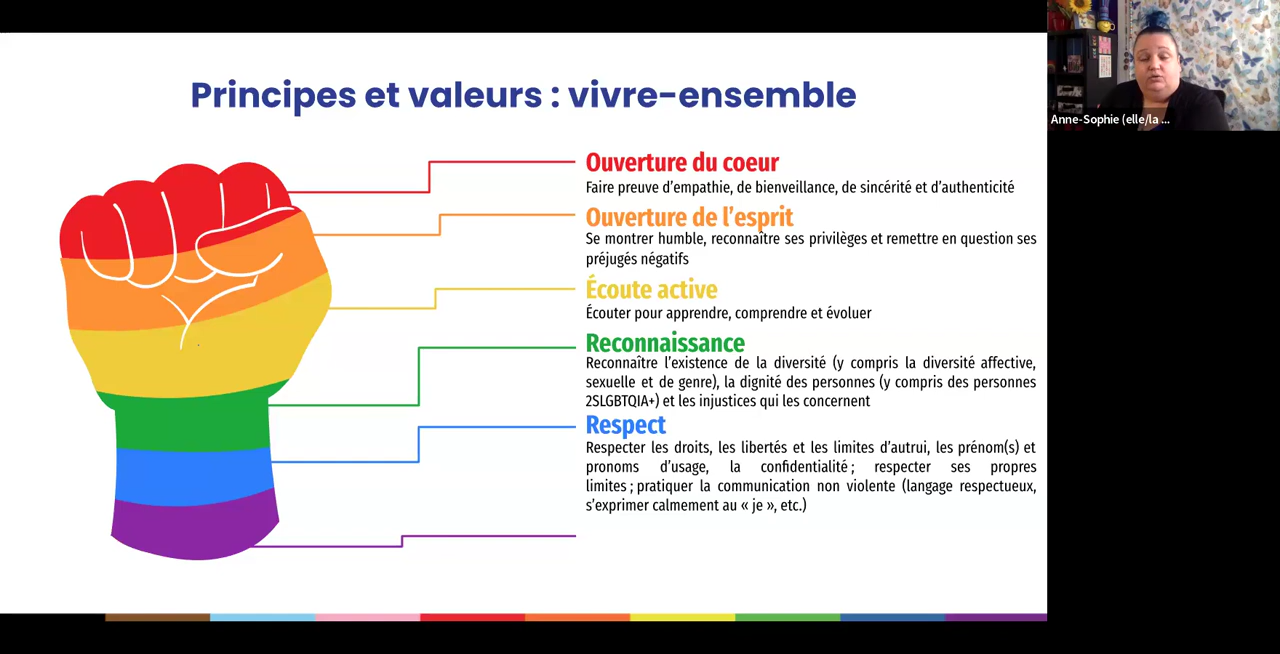 Principes et valeurs : vivre-ensemble
Anne-Sophie (elle/la ...
Ouverture du coeur
Faire preuve d'empathie, de bienveillance, de sincérité et d'authenticité
Ouverture de l'esprit
Se montrer humble, reconnaître ses privilèges et remettre en question ses
préjugés négatifs
Écoute active
Écouter pour apprendre, comprendre et évoluer
Reconnaissance
Reconnaître l'existence de la diversité (y compris la diversité affective,
sexuelle et de genre), la dignité des personnes (y compris des personnes
2SLGBTQIA+) et les injustices qui les concernent
Respect
Respecter les droits, les libertés et les limites d'autrui, les prénom(s) et
pronoms d'usage, la confidentialité ; respecter ses propres
limites ; pratiquer la communication non violente (langage respectueux,
s'exprimer calmement au « je », etc.)